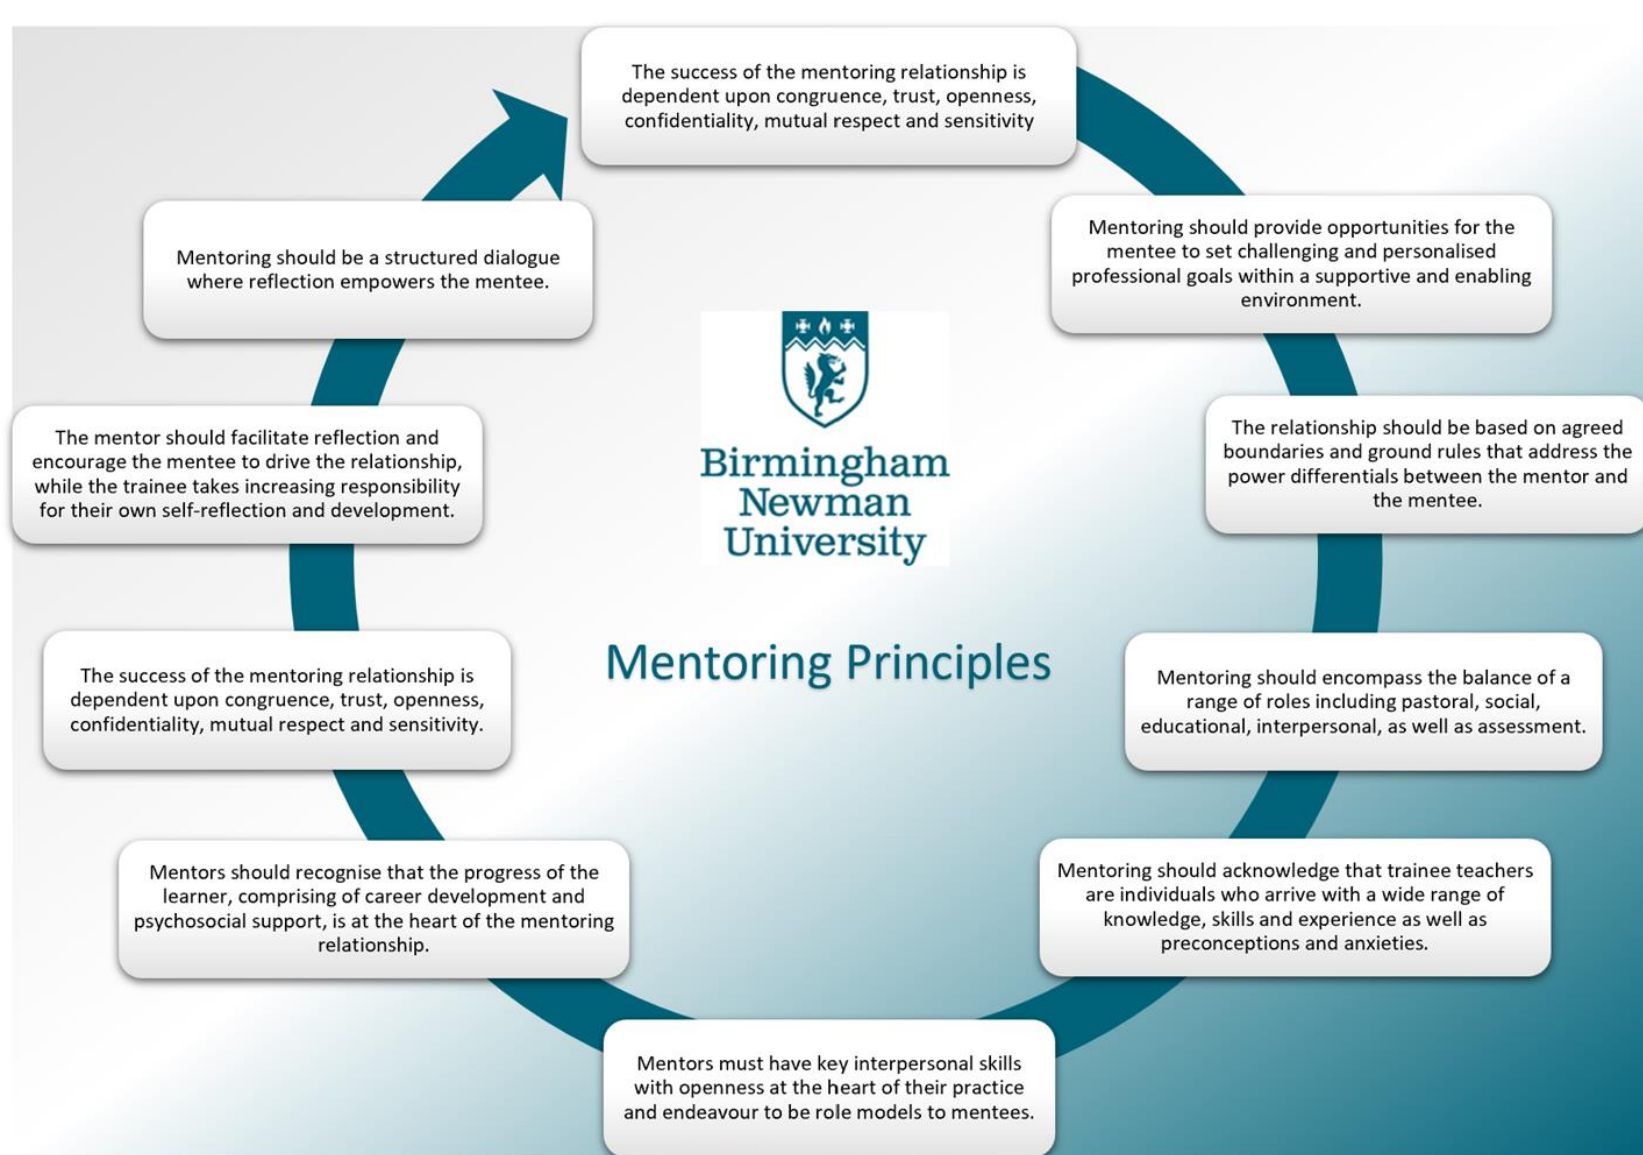 The success of the mentoring relationship is
dependent upon congruence, trust, openness,
confidentiality, mutual respect and sensitivity
Mentoring should provide opportunities for the
mentee to set challenging and personalised
professional goals within a supportive and enabling
environment.
The relationship should be based on agreed
boundaries and ground rules that address the
power differentials between the mentor and
the mentee.
Mentoring should encompass the balance of a
range of roles including pastoral, social,
educational, interpersonal, as well as assessment.
Mentoring should acknowledge that trainee teachers
are individuals who arrive with a wide range of
knowledge, skills and experience as well as
preconceptions and anxieties.
Mentors must have key interpersonal skills
with openness at the heart of their practice
and endeavour to be role models to mentees.
Mentors should recognise that the progress of the
learner, comprising of career development and
psychosocial support, is at the heart of the mentoring
relationship.
The success of the mentoring relationship is
dependent upon congruence, trust, openness,
confidentiality, mutual respect and sensitivity.
The mentor should facilitate reflection and
encourage the mentee to drive the relationship,
while the trainee takes increasing responsibility
for their own self-reflection and development.
Mentoring should be a structured dialogue
where reflection empowers the mentee.
Birmingham
Newman
University
Mentoring Principles